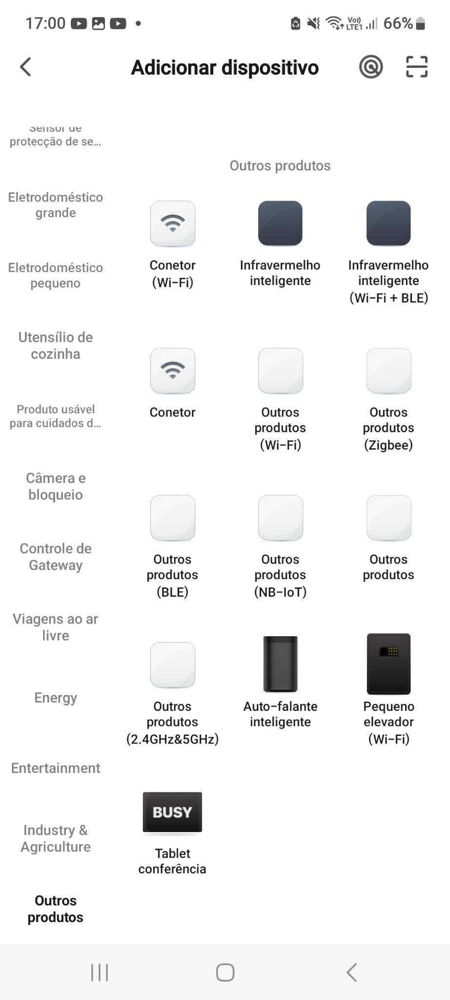 17:00
Vo))
LTE1
66%
Adicionar dispositivo
Sensor de
protecção de se...
Eletrodoméstico
grande
Eletrodoméstico
pequeno
Utensílio de
cozinha
Produto usável
para cuidados d...
Câmera e
bloqueio
Controle de
Gateway
Viagens ao ar
livre
Energy
Entertainment
Industry &
Agriculture
Outros
produtos
Outros produtos
Conetor
(Wi-Fi)
Infravermelho
inteligente
Infravermelho
inteligente
(Wi-Fi + BLE)
Conetor
Outros
produtos
(Wi-Fi)
Outros
produtos
(Zigbee)
Outros
produtos
(BLE)
Outros
produtos
(NB-IoT)
Outros
produtos
Outros
produtos
(2.4GHz&5GHz)
Auto-falante
inteligente
Pequeno
elevador
(Wi-Fi)
BUSY
Tablet
conferência